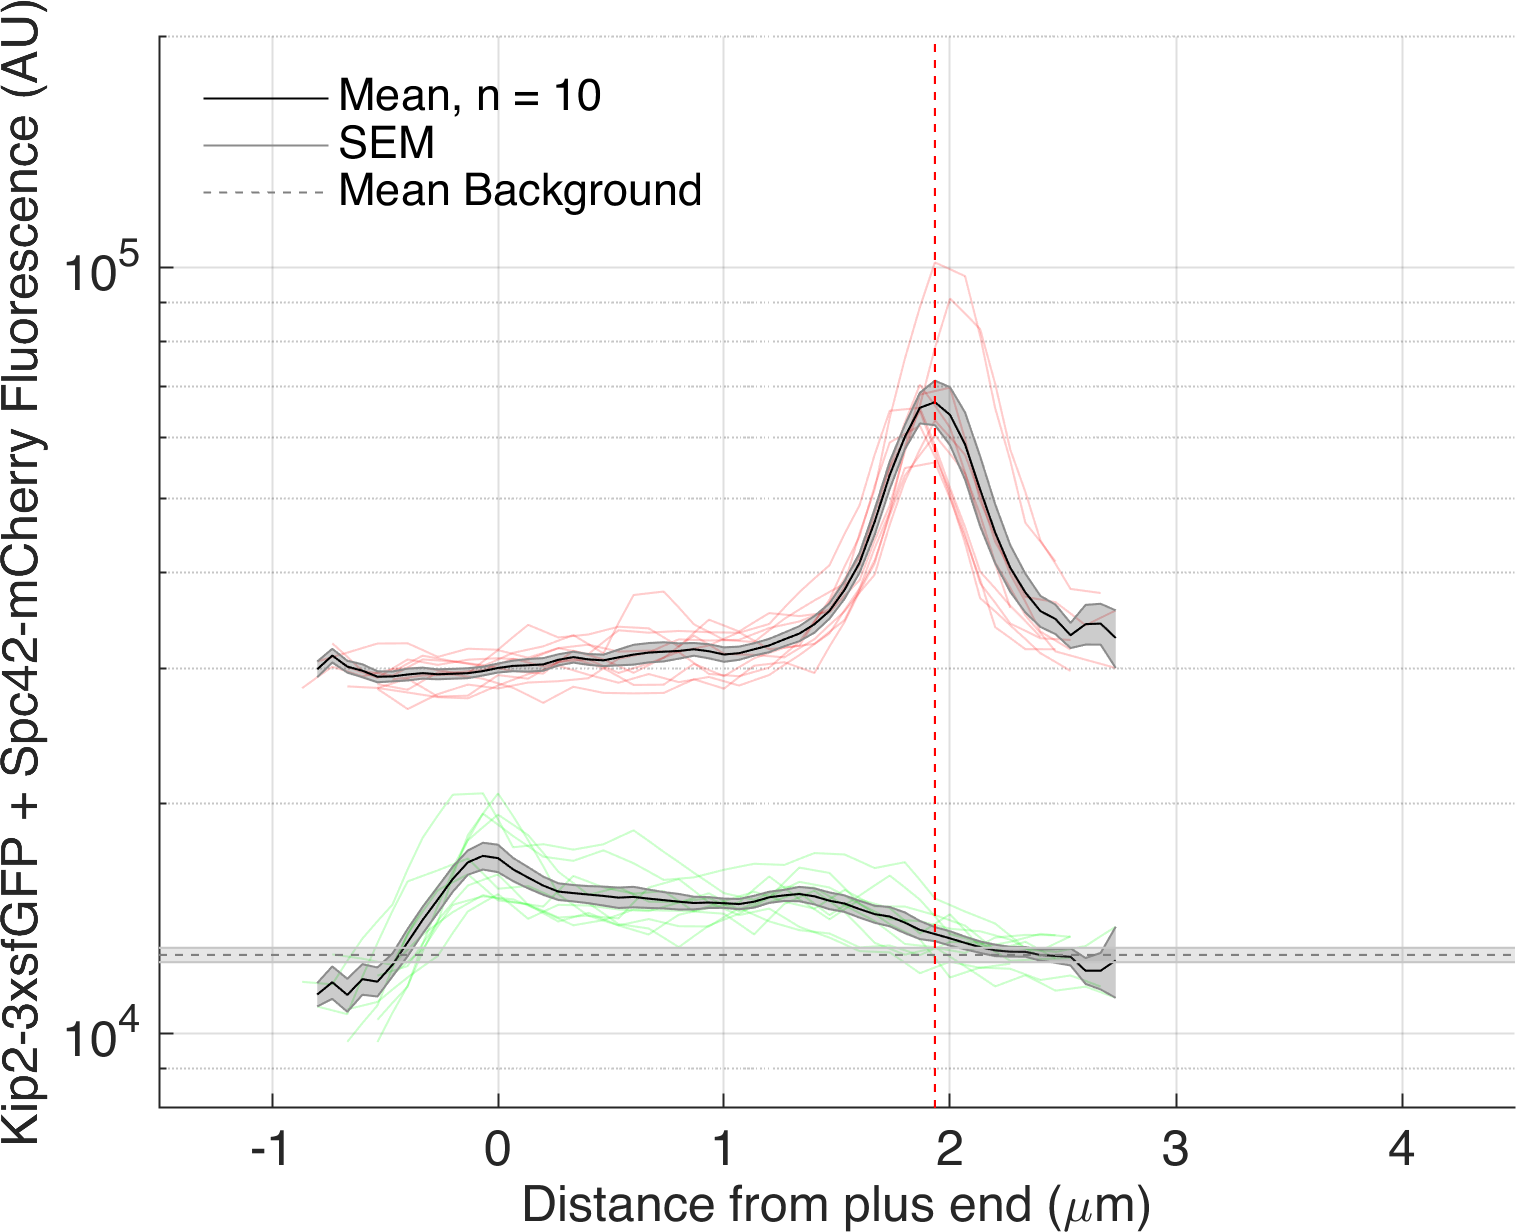 Kip2-3xsfGFP + Spc42-mCherry Fluorescence (AU)
Mean, n = 10
SEM
Mean Background
10^5
10^4
-1 0 1 2 3 4
Distance from plus end (μm)